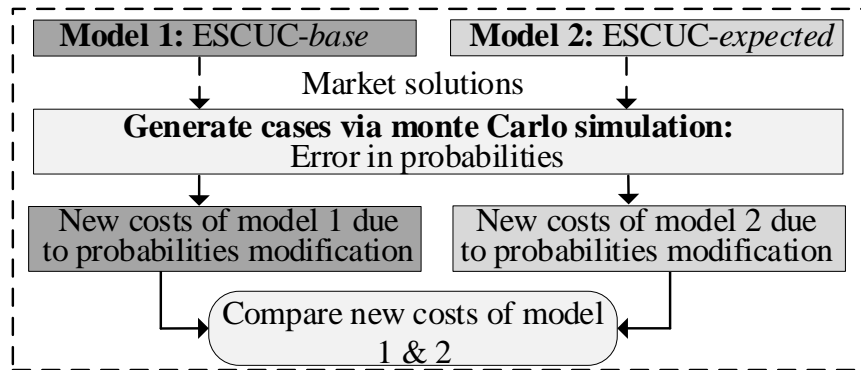 Model 1: ESCUC-base
Model 2: ESCUC-expected
Market solutions
Generate cases via monte Carlo simulation:
Error in probabilities
New costs of model 1 due
to probabilities modification
New costs of model 2 due
to probabilities modification
Compare new costs of model
1 & 2